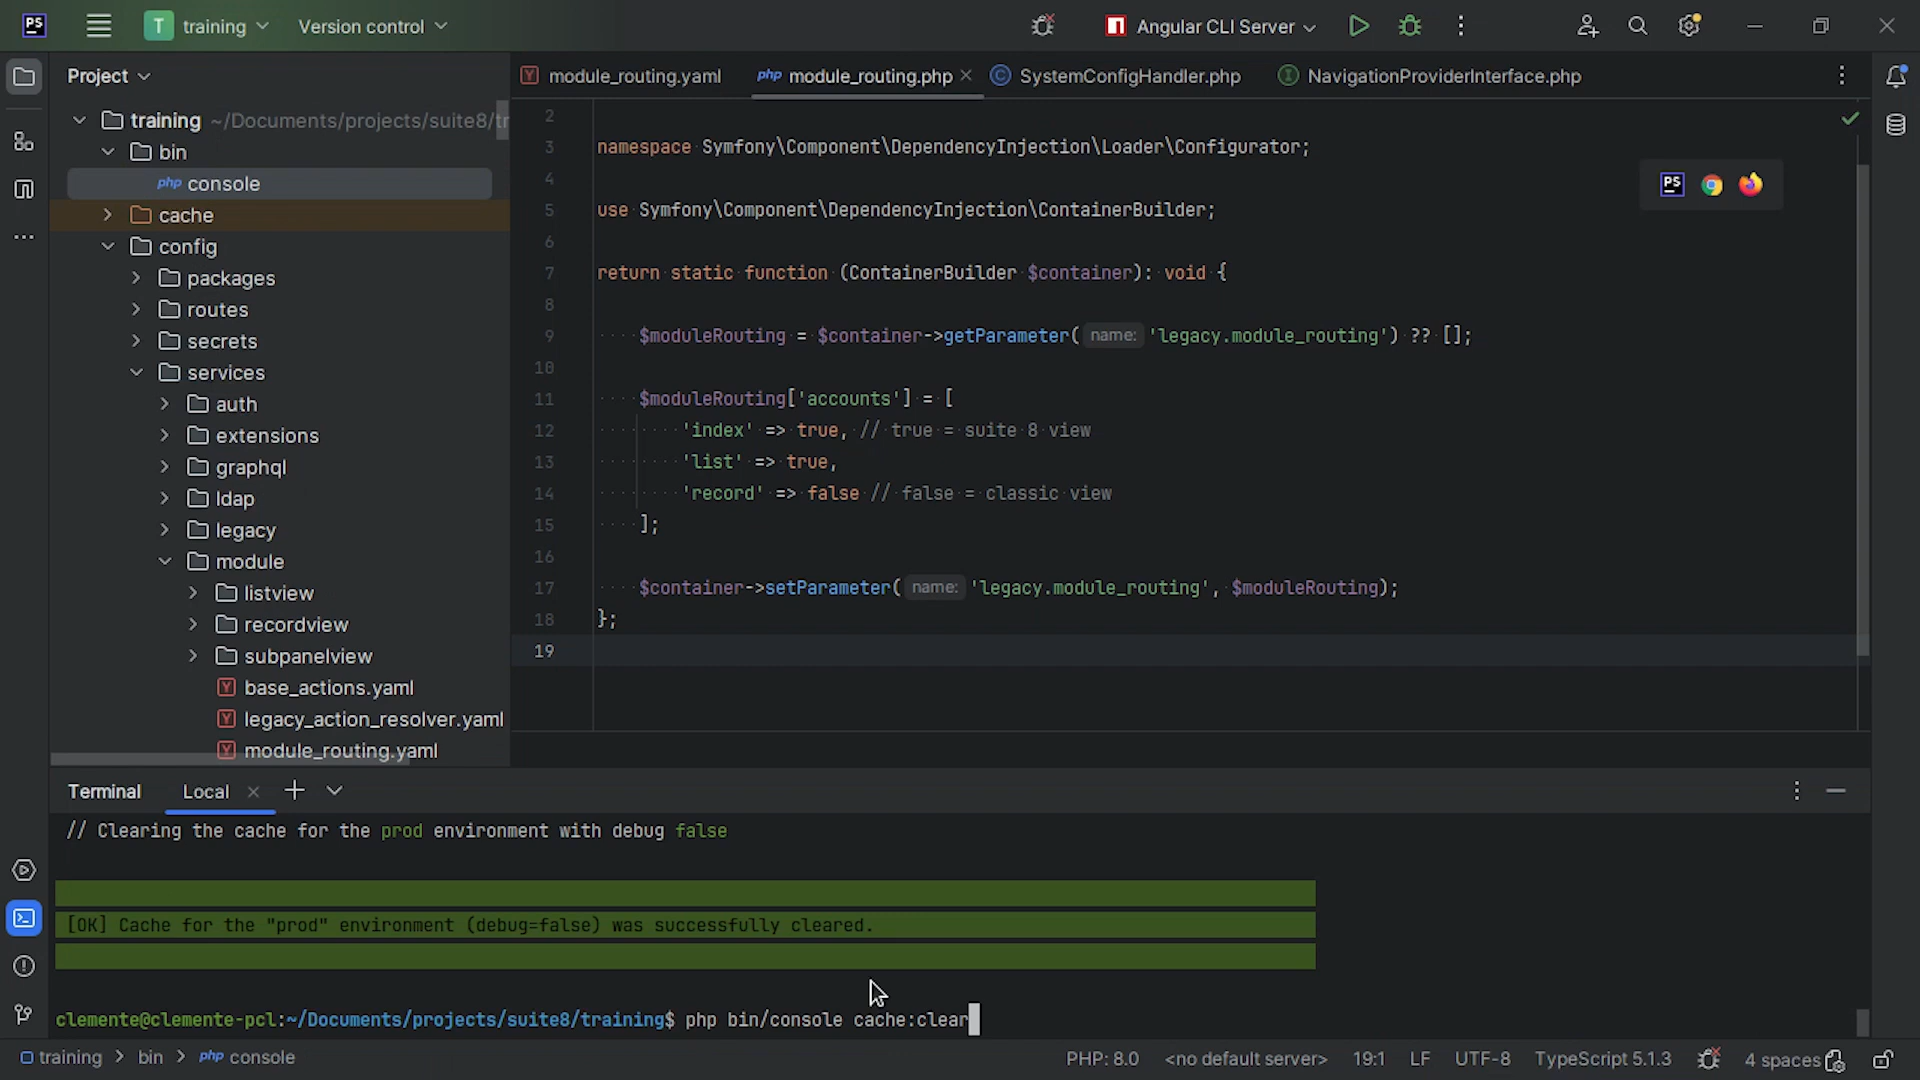 PS T training Version control Angular CLI Server
Project
module_routing.yaml php module_routing.php SystemConfigHandler.php NavigationProviderInterface.php
training ~/Documents/projects/suite8/tr
bin
php console
cache
config
packages
routes
secrets
services
auth
extensions
graphql
ldap
legacy
module
listview
recordview
subpanelview
base_actions.yaml
legacy_action_resolver.yaml
module_routing.yaml
2
3 namespace Symfony\Component\DependencyInjection\Loader\Configurator;
4
5 use Symfony\Component\DependencyInjection\ContainerBuilder;
6
7 return static function (ContainerBuilder $container): void {
8
9 $moduleRouting = $container->getParameter( name: 'legacy.module_routing') ?? [];
10
11 $moduleRouting['accounts'] = [
12 'index' => true, // true = suite 8 view
13 'list' => true,
14 'record' => false // false = classic view
15 ];
16
17 $container->setParameter( name: 'legacy.module_routing', $moduleRouting);
18 };
19
Terminal Local
// Clearing the cache for the prod environment with debug false
[OK] Cache for the "prod" environment (debug=false) was successfully cleared.
clemente@clemente-pcl:~/Documents/projects/suite8/training$ php bin/console cache:clear
training > bin > php console PHP: 8.0 <no default server> 19:1 LF UTF-8 TypeScript 5.1.3 4 spaces